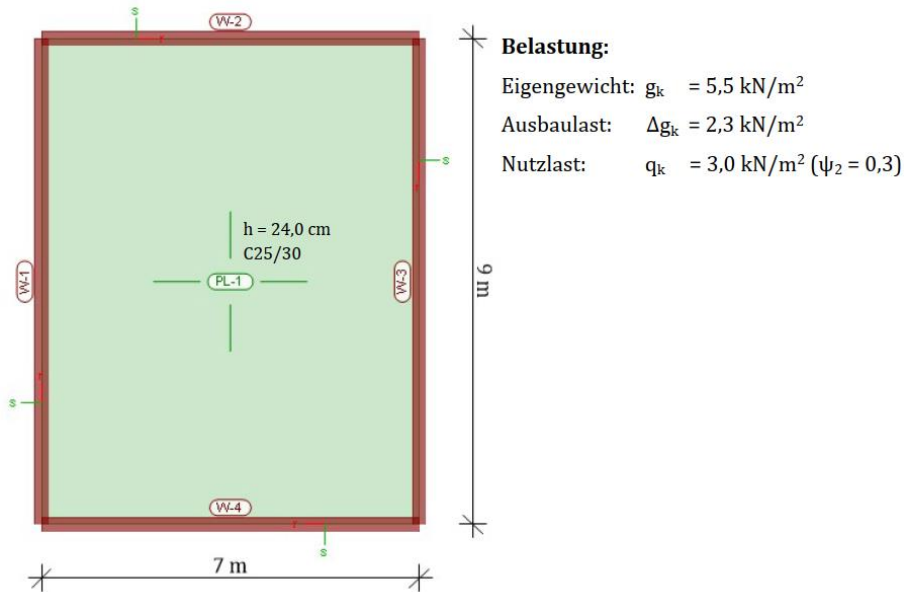 s
W-2
r
Belastung:
Eigengewicht: gk = 5,5 kN/m²
Ausbaulast: Δgk = 2,3 kN/m²
Nutzlast: qk = 3,0 kN/m² (ψ2 = 0,3)
s
r
h = 24,0 cm
C25/30
W-1
PL-1
W-3
9 m
r
s
W-4
r
s
7 m